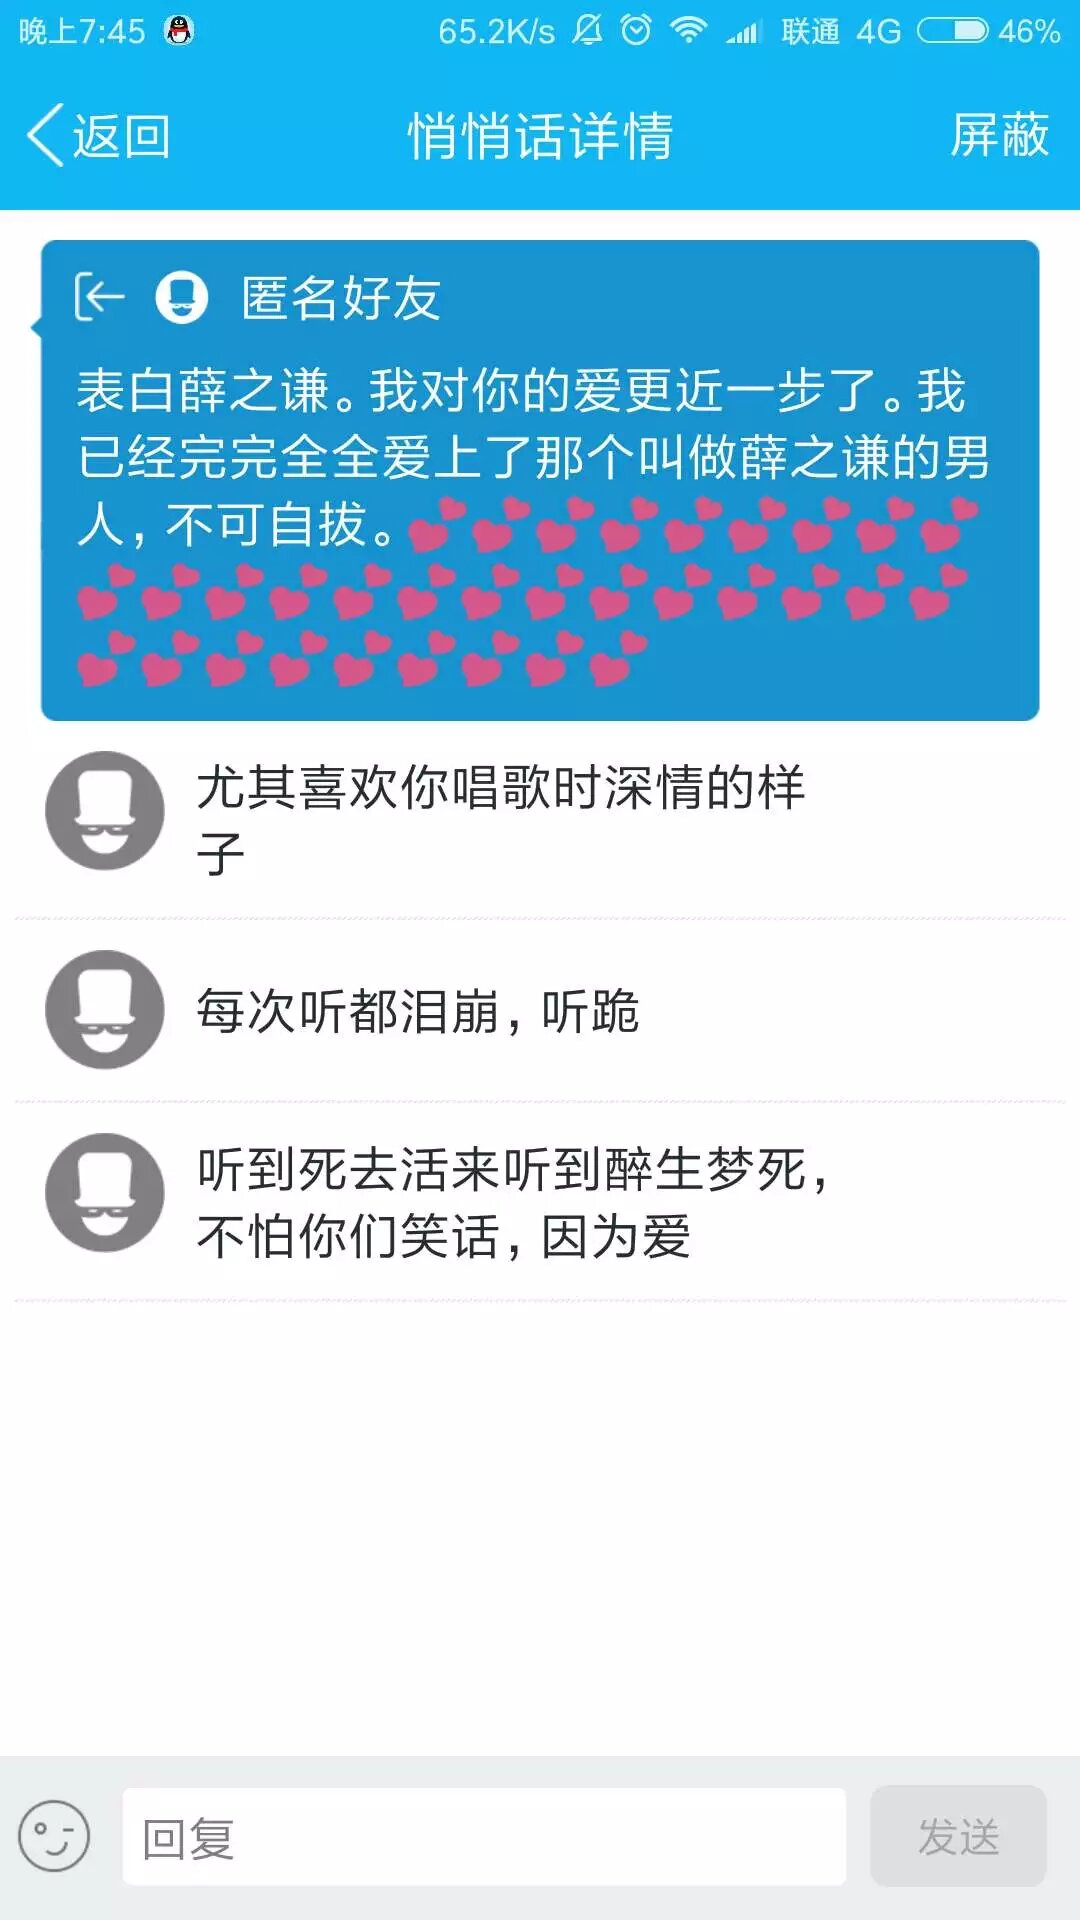 晚上7:45 65.2K/s 联通 4G 46%
返回 悄悄话详情 屏蔽
匿名好友
表白薛之谦。我对你的爱更近一步了。我
已经完完全全爱上了那个叫做薛之谦的男
人，不可自拔。💕💕💕💕💕💕💕💕💕
💕💕💕💕💕💕💕💕💕💕💕💕💕💕
💕💕💕💕💕💕💕💕💕
尤其喜欢你唱歌时深情的样
子
每次听都泪崩，听跪
听到死去活来听到醉生梦死，
不怕你们笑话，因为爱
回复 发送